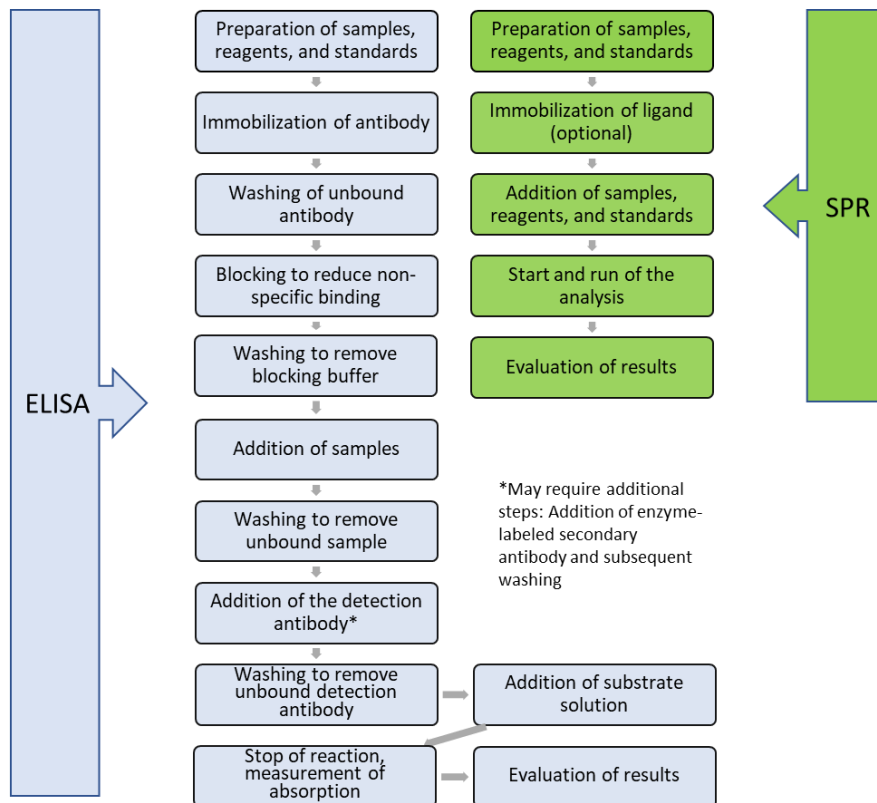 ELISA
Preparation of samples,
reagents, and standards
Immobilization of antibody
Washing of unbound
antibody
Blocking to reduce non-
specific binding
Washing to remove
blocking buffer
Addition of samples
Washing to remove
unbound sample
Addition of the detection
antibody*
Washing to remove
unbound detection
antibody
Addition of substrate
solution
Stop of reaction,
measurement of
absorption
Evaluation of results
Preparation of samples,
reagents, and standards
Immobilization of ligand
(optional)
Addition of samples,
reagents, and standards
Start and run of the
analysis
Evaluation of results
SPR
*May require additional
steps: Addition of enzyme-
labeled secondary
antibody and subsequent
washing